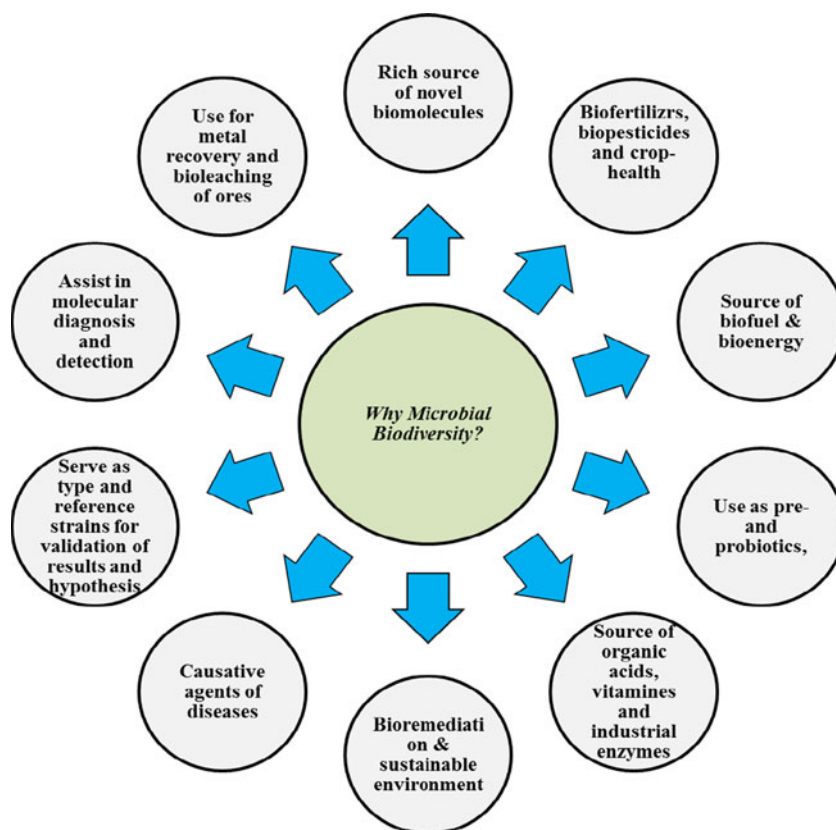 Rich source
of novel
biomolecules
Biofertilizrs,
biopesticides
and crop-
health
Source of
biofuel &
bioenergy
Use as pre-
and
probiotics,
Source of
organic
acids,
vitamines
and
industrial
enzymes
Bioremediati
on &
sustainable
environment
Causative
agents of
diseases
Serve as
type and
reference
strains for
validation of
results and
hypothesis
Assist in
molecular
diagnosis
and
detection
Use for
metal
recovery and
bioleaching
of ores
Why Microbial
Biodiversity?